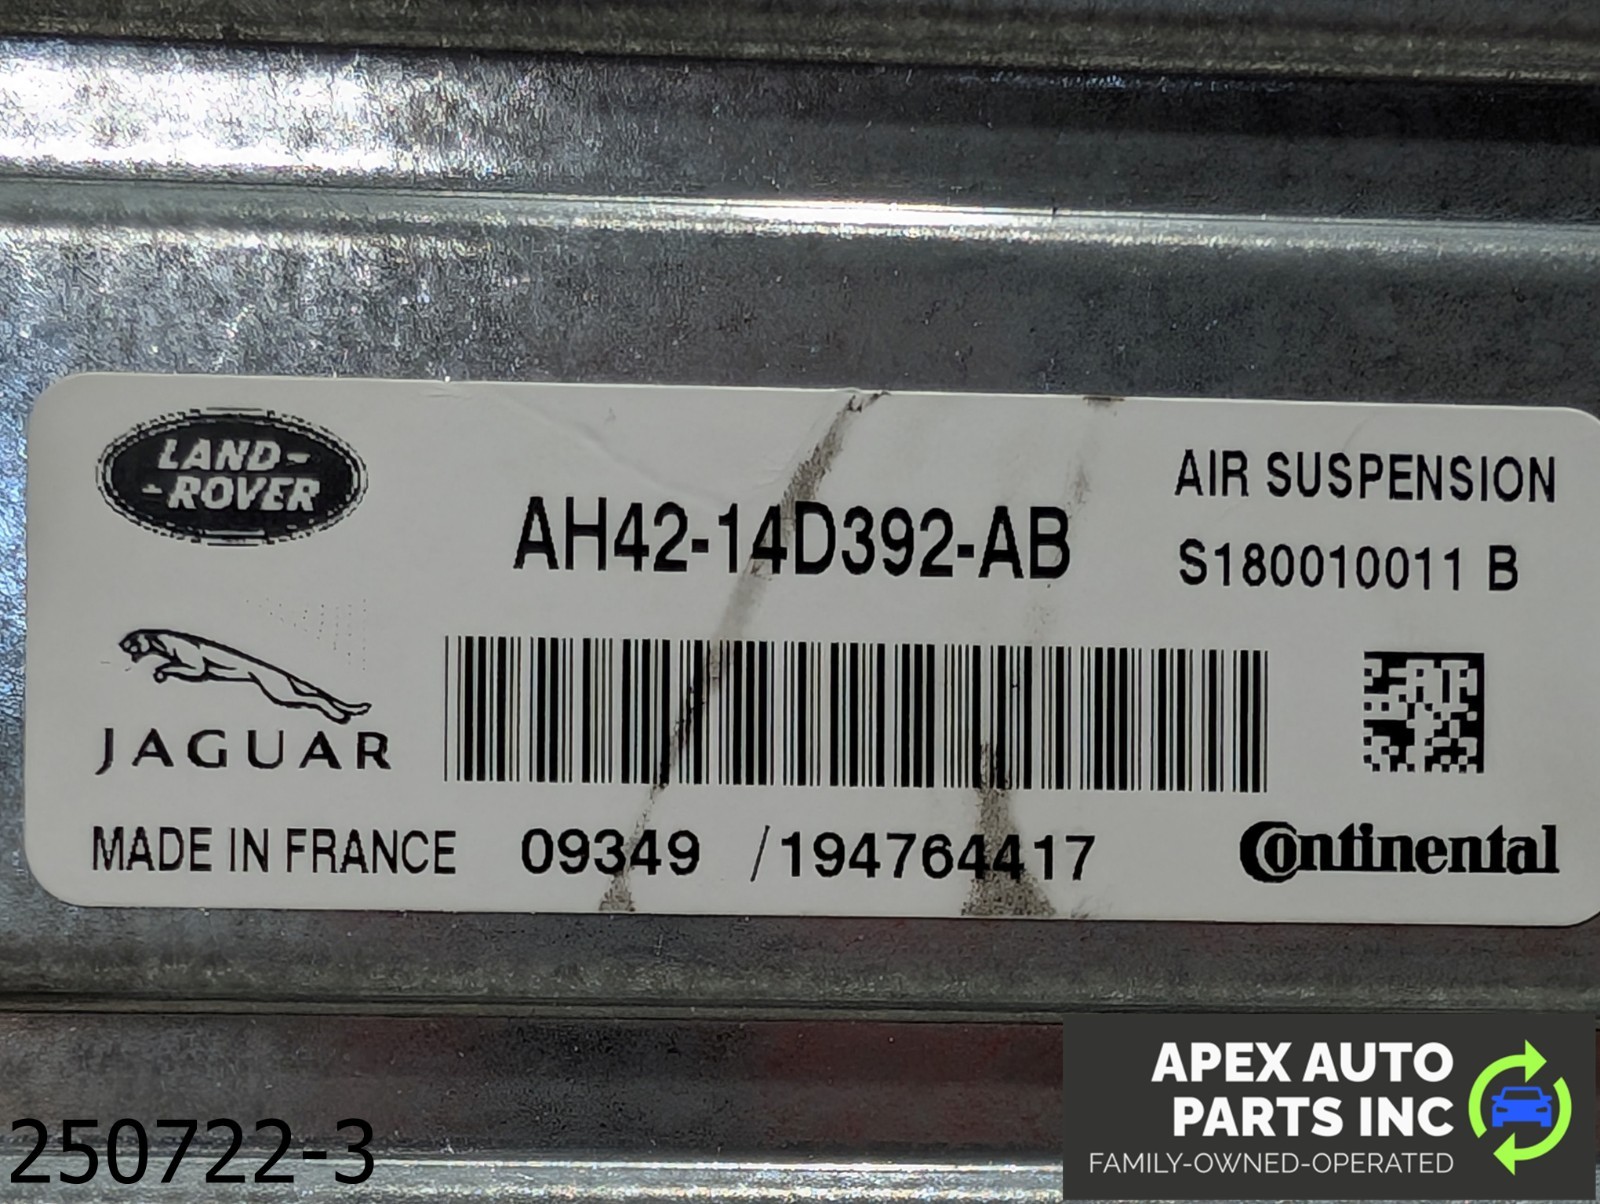 LAND-
-ROVER
AH42-14D392-AB
AIR SUSPENSION
S180010011 B
JAGUAR
MADE IN FRANCE
09349 /194764417
Continental
250722-3
APEX AUTO
PARTS INC
FAMILY-OWNED-OPERATED